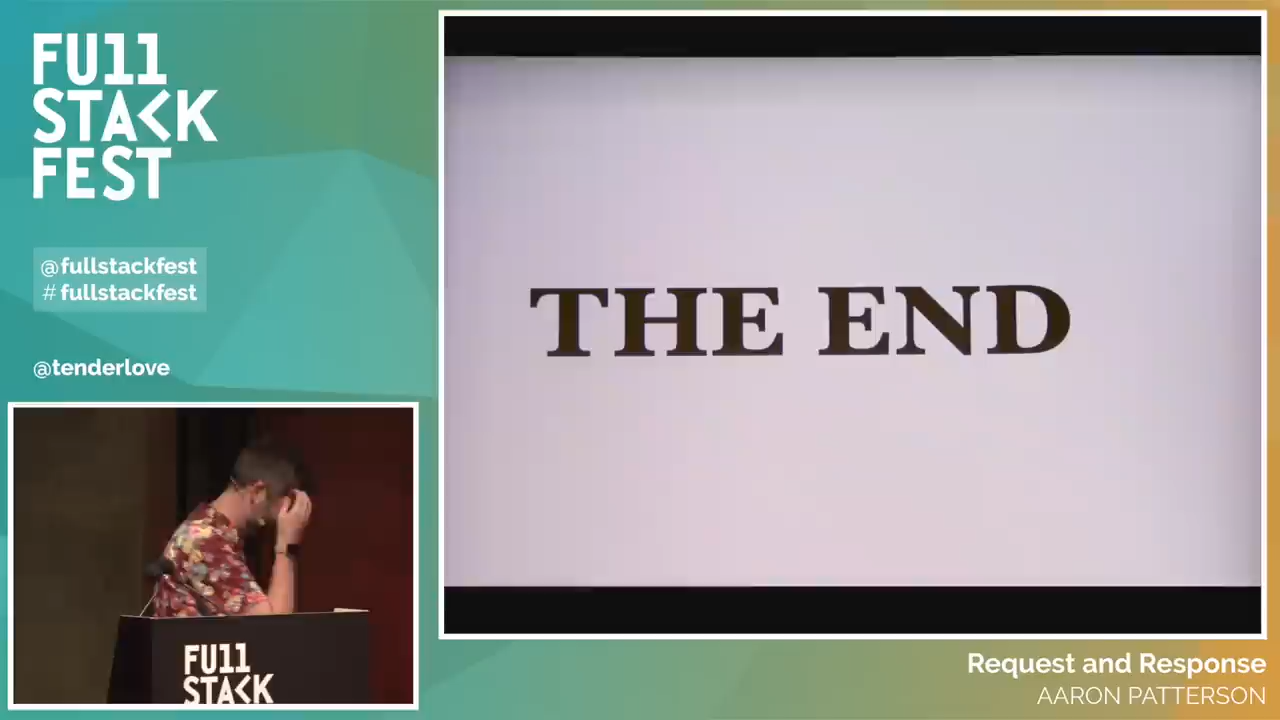 FU11
STACK
FEST
@fullstackfest
# fullstackfest
@tenderlove
THE END
FU11
STACK
Request and Response
AARON PATTERSON